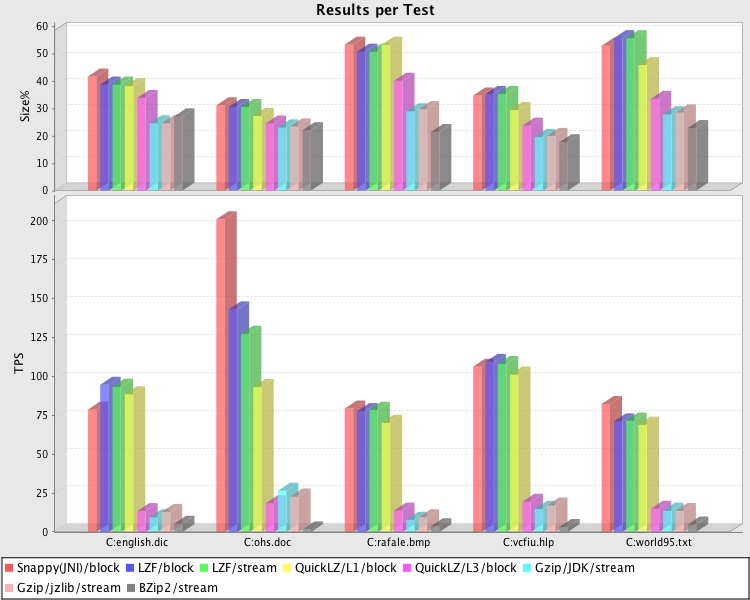 Results per Test
60
50
40
30
20
10
0
Size%
200
175
150
125
100
75
50
25
0
TPS
C:english.dic C:ohs.doc C:rafale.bmp C:vcfiu.hlp C:world95.txt
Snappy(JNI)/block LZF/block LZF/stream QuickLZ/L1/block QuickLZ/L3/block Gzip/JDK/stream
Gzip/jzlib/stream BZip2/stream